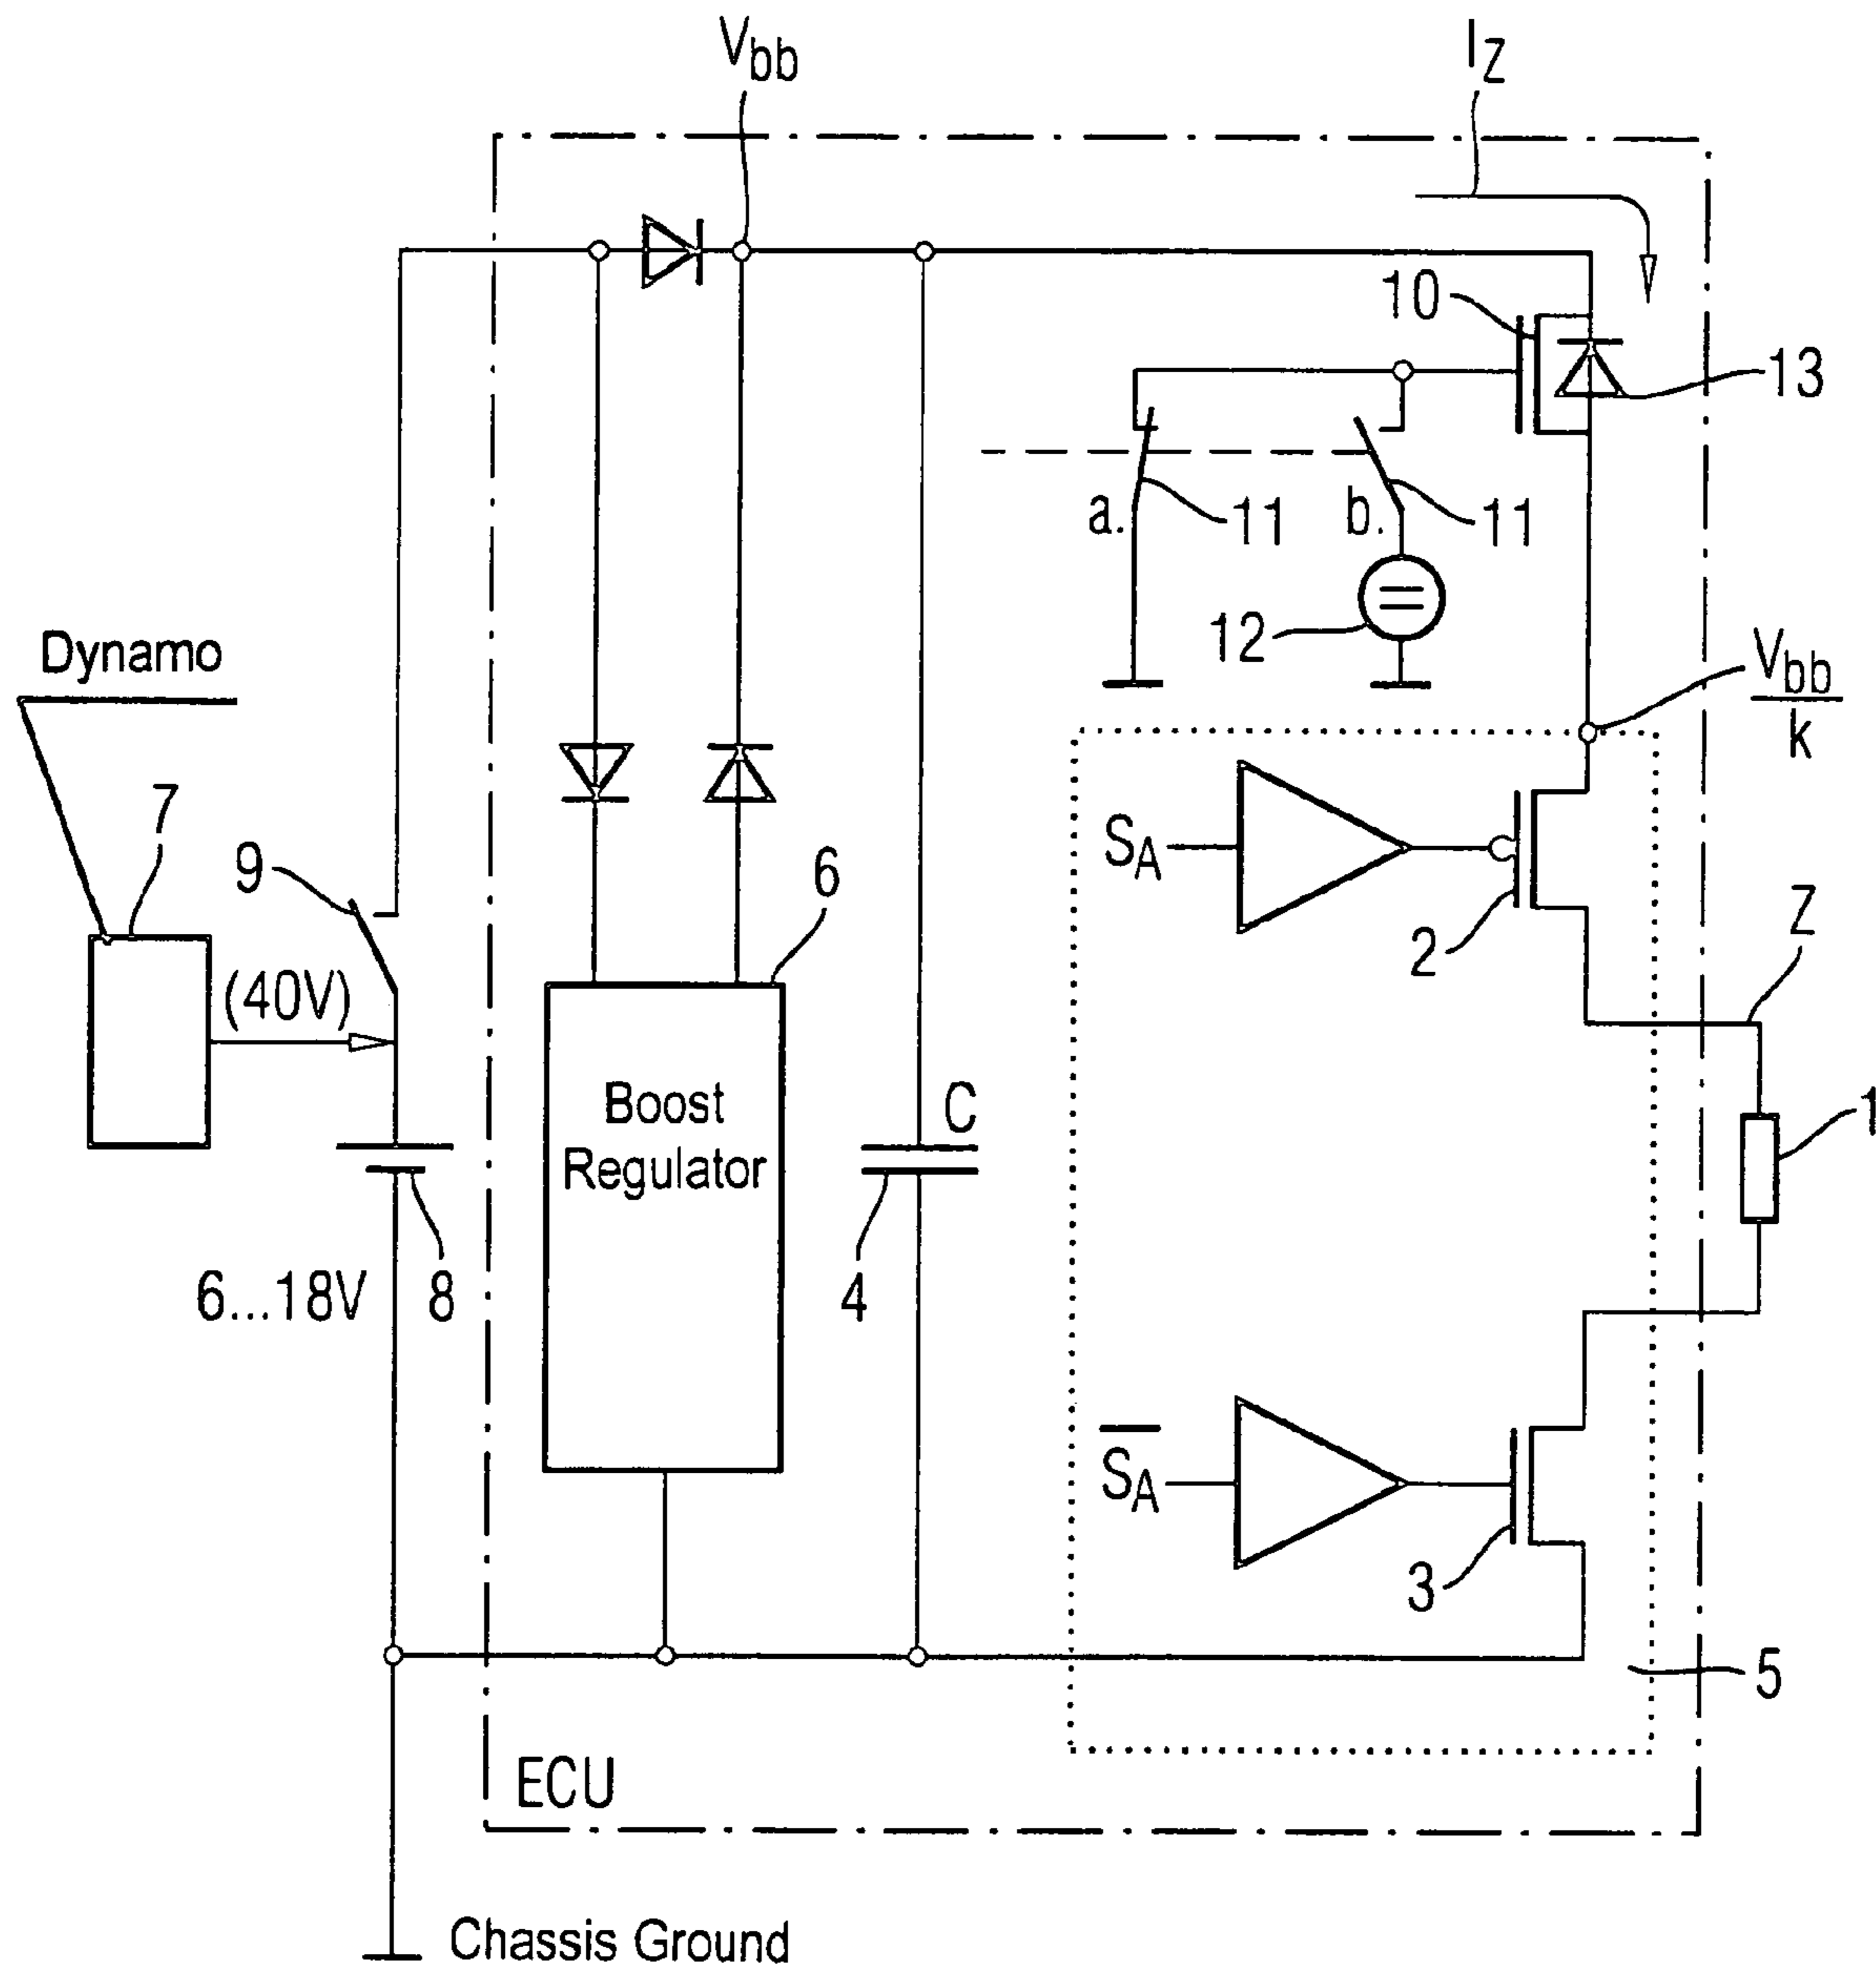 Vbb
IZ
10
13
a.
11
b.
11
12
Vbb
k
Dynamo
7
9
SA
6
2
Z
(40V)
Boost
Regulator
C
1
6...18V
8
4
S̅A̅
3
5
ECU
Chassis Ground